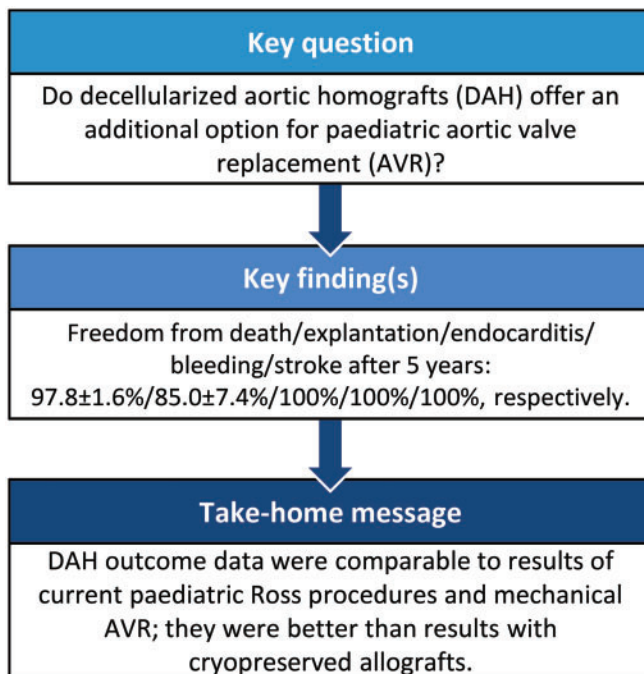 Key question
Do decellularized aortic homografts (DAH) offer an
additional option for paediatric aortic valve
replacement (AVR)?
Key finding(s)
Freedom from death/explantation/endocarditis/
bleeding/stroke after 5 years:
97.8±1.6%/85.0±7.4%/100%/100%/100%, respectively.
Take-home message
DAH outcome data were comparable to results of
current paediatric Ross procedures and mechanical
AVR; they were better than results with
cryopreserved allografts.